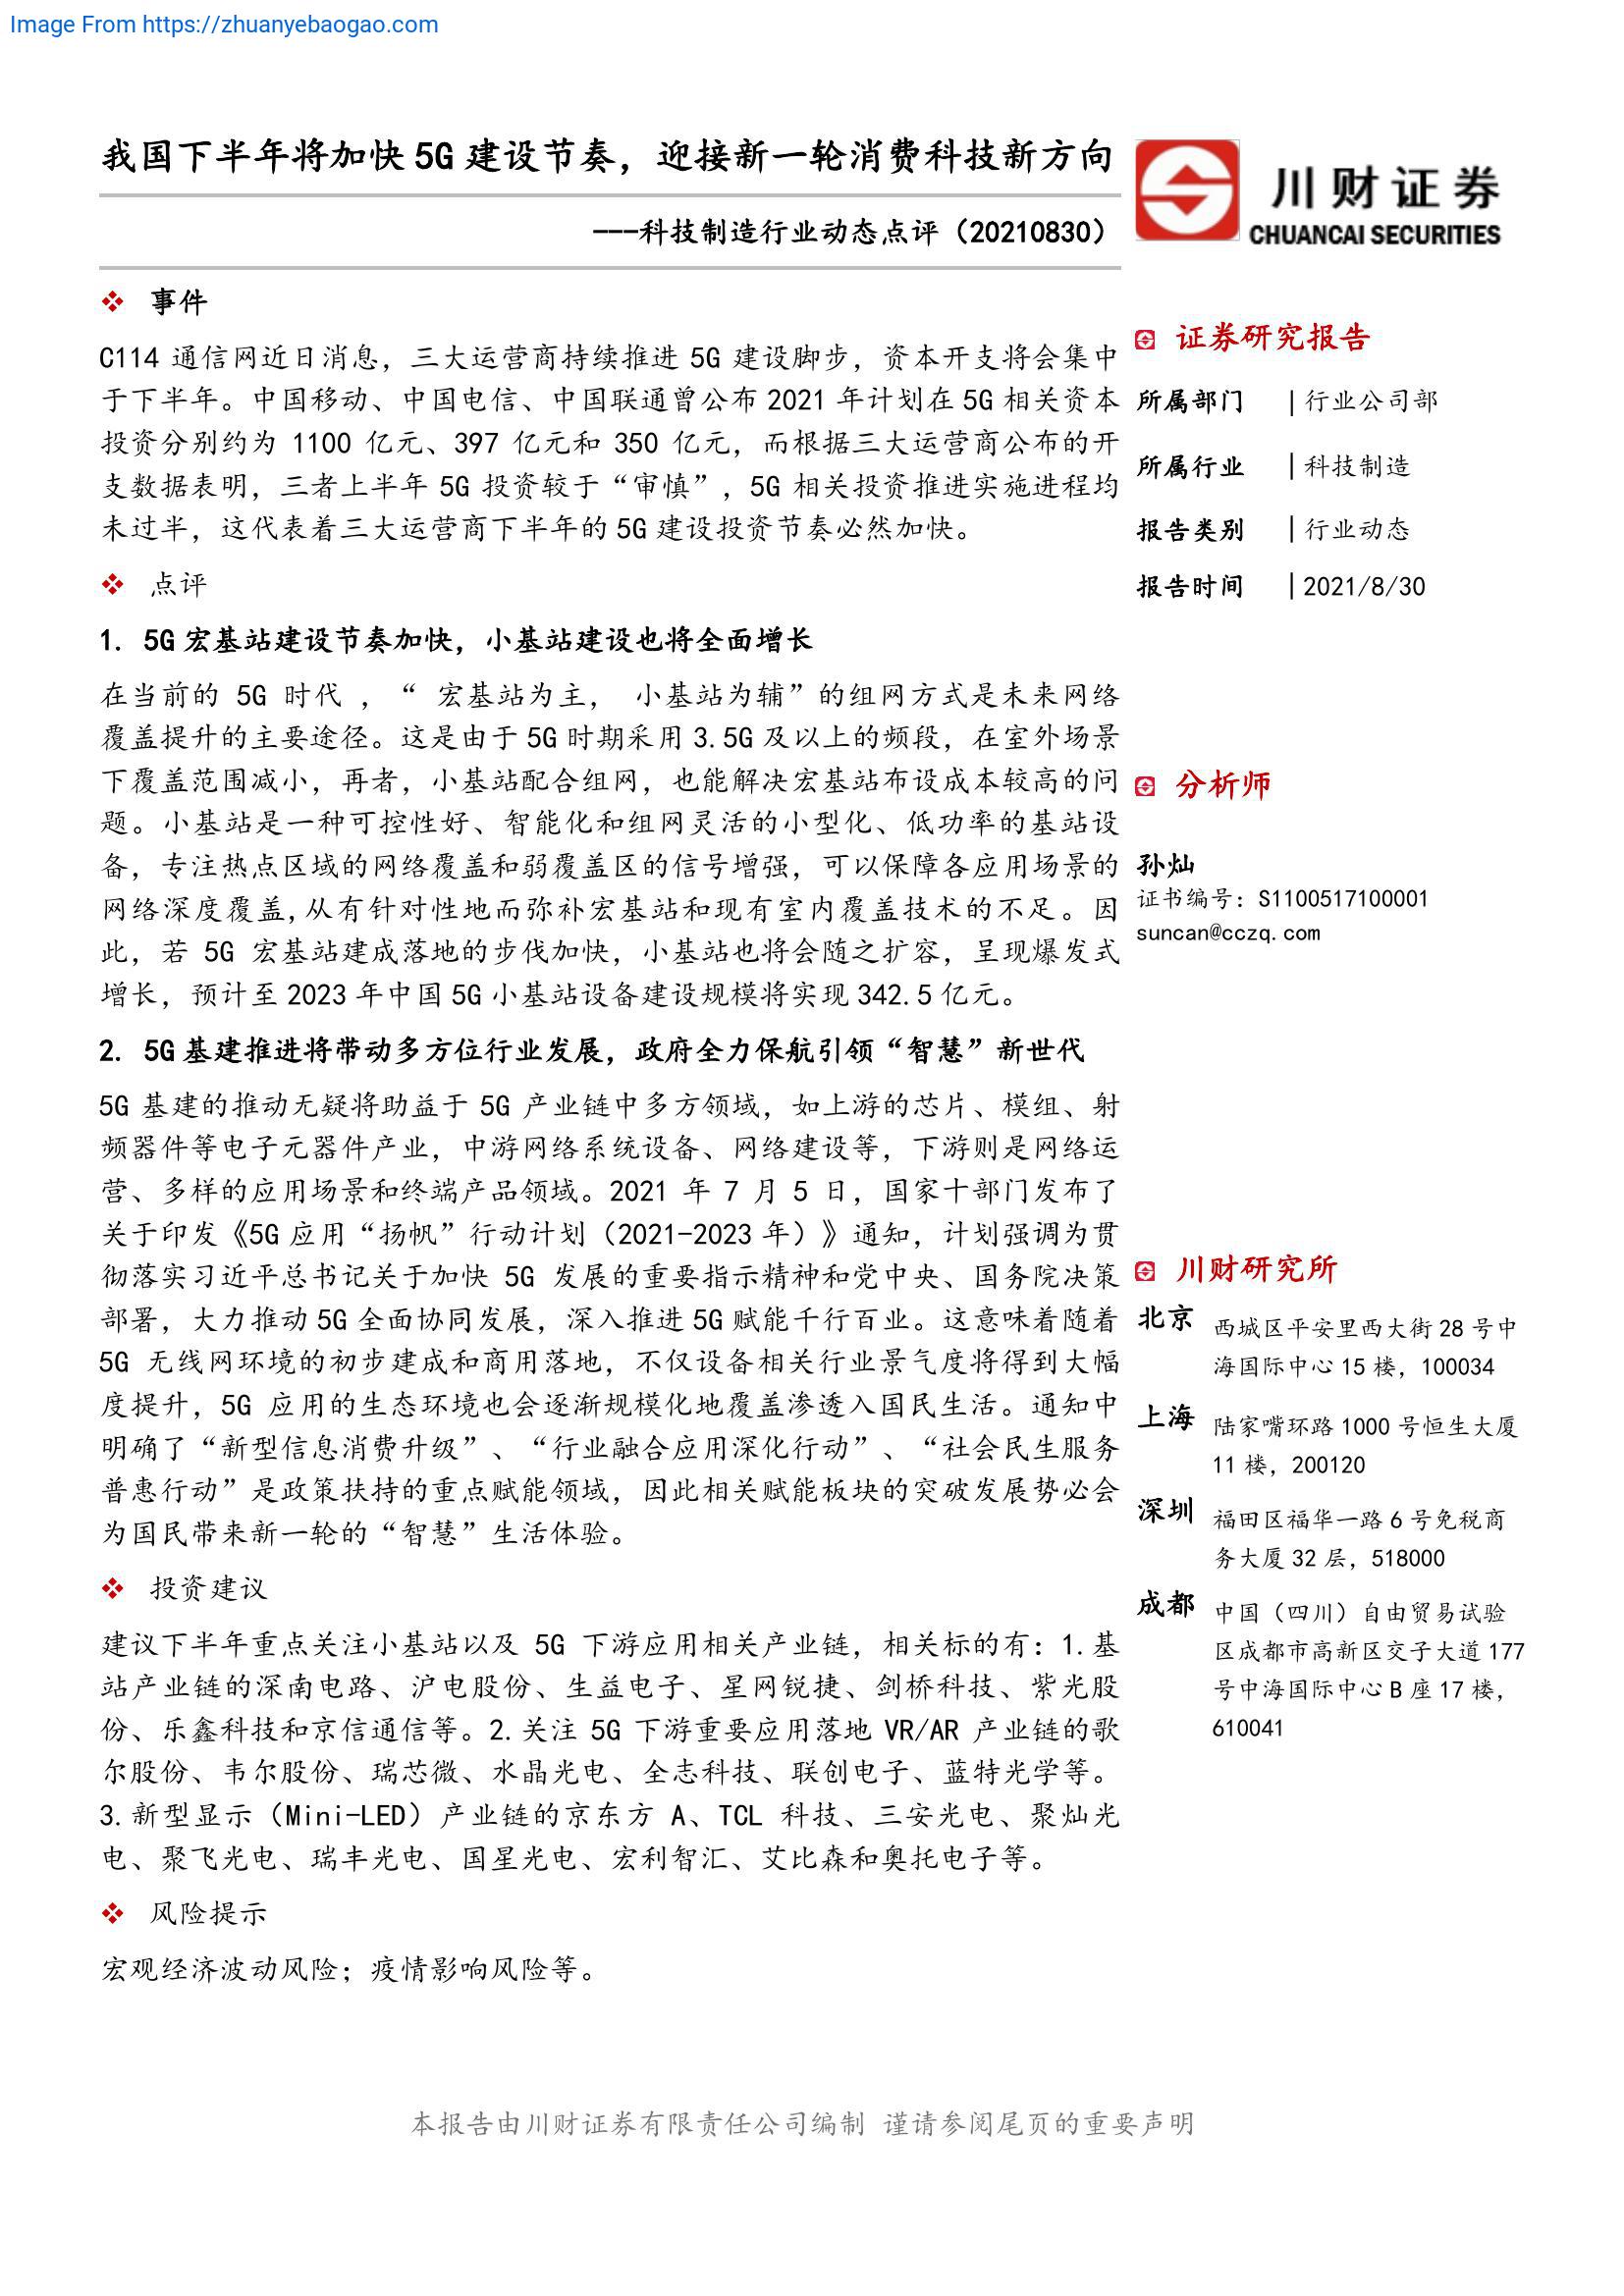 Image From https://zhuanyebaogao.com
我国下半年将加快5G建设节奏，迎接新一轮消费科技新方向
---科技制造行业动态点评（20210830）
川财证券
CHUANCAI SECURITIES
事件
C114 通信网近日消息，三大运营商持续推进 5G 建设脚步，资本开支将会集中
于下半年。中国移动、中国电信、中国联通曾公布 2021 年计划在 5G 相关资本
投资分别约为 1100 亿元、397 亿元和 350 亿元，而根据三大运营商公布的开
支数据表明，三者上半年 5G 投资较于“审慎”，5G 相关投资推进实施进程均
未过半，这代表着三大运营商下半年的 5G 建设投资节奏必然加快。
点评
1. 5G 宏基站建设节奏加快，小基站建设也将全面增长
在当前的 5G 时代 ，“ 宏基站为主， 小基站为辅”的组网方式是未来网络
覆盖提升的主要途径。这是由于 5G 时期采用 3.5G 及以上的频段，在室外场景
下覆盖范围减小，再者，小基站配合组网，也能解决宏基站布设成本较高的问
题。小基站是一种可控性好、智能化和组网灵活的小型化、低功率的基站设
备，专注热点区域的网络覆盖和弱覆盖区的信号增强，可以保障各应用场景的
网络深度覆盖,从有针对性地而弥补宏基站和现有室内覆盖技术的不足。因
此，若 5G 宏基站建成落地的步伐加快，小基站也将会随之扩容，呈现爆发式
增长，预计至 2023 年中国 5G 小基站设备建设规模将实现 342.5 亿元。
2. 5G 基建推进将带动多方位行业发展，政府全力保航引领“智慧”新世代
5G 基建的推动无疑将助益于 5G 产业链中多方领域，如上游的芯片、模组、射
频器件等电子元器件产业，中游网络系统设备、网络建设等，下游则是网络运
营、多样的应用场景和终端产品领域。2021 年 7 月 5 日，国家十部门发布了
关于印发《5G 应用“扬帆”行动计划（2021-2023 年）》通知，计划强调为贯
彻落实习近平总书记关于加快 5G 发展的重要指示精神和党中央、国务院决策
部署，大力推动 5G 全面协同发展，深入推进 5G 赋能千行百业。这意味着随着
5G 无线网环境的初步建成和商用落地，不仅设备相关行业景气度将得到大幅
度提升，5G 应用的生态环境也会逐渐规模化地覆盖渗透入国民生活。通知中
明确了“新型信息消费升级”、“行业融合应用深化行动”、“社会民生服务
普惠行动”是政策扶持的重点赋能领域，因此相关赋能板块的突破发展势必会
为国民带来新一轮的“智慧”生活体验。
投资建议
建议下半年重点关注小基站以及 5G 下游应用相关产业链，相关标的有：1.基
站产业链的深南电路、沪电股份、生益电子、星网锐捷、剑桥科技、紫光股
份、乐鑫科技和京信通信等。2.关注 5G 下游重要应用落地 VR/AR 产业链的歌
尔股份、韦尔股份、瑞芯微、水晶光电、全志科技、联创电子、蓝特光学等。
3.新型显示（Mini-LED）产业链的京东方 A、TCL 科技、三安光电、聚灿光
电、聚飞光电、瑞丰光电、国星光电、宏利智汇、艾比森和奥托电子等。
风险提示
宏观经济波动风险；疫情影响风险等。
证券研究报告
所属部门 |行业公司部
所属行业 |科技制造
报告类别 |行业动态
报告时间 |2021/8/30
分析师
孙灿
证书编号：S1100517100001
suncan@cczq.com
川财研究所
北京 西城区平安里西大街 28 号中
海国际中心 15 楼，100034
上海 陆家嘴环路 1000 号恒生大厦
11 楼，200120
深圳 福田区福华一路 6 号免税商
务大厦 32 层，518000
成都 中国（四川）自由贸易试验
区成都市高新区交子大道 177
号中海国际中心 B 座 17 楼，
610041
本报告由川财证券有限责任公司编制 谨请参阅尾页的重要声明